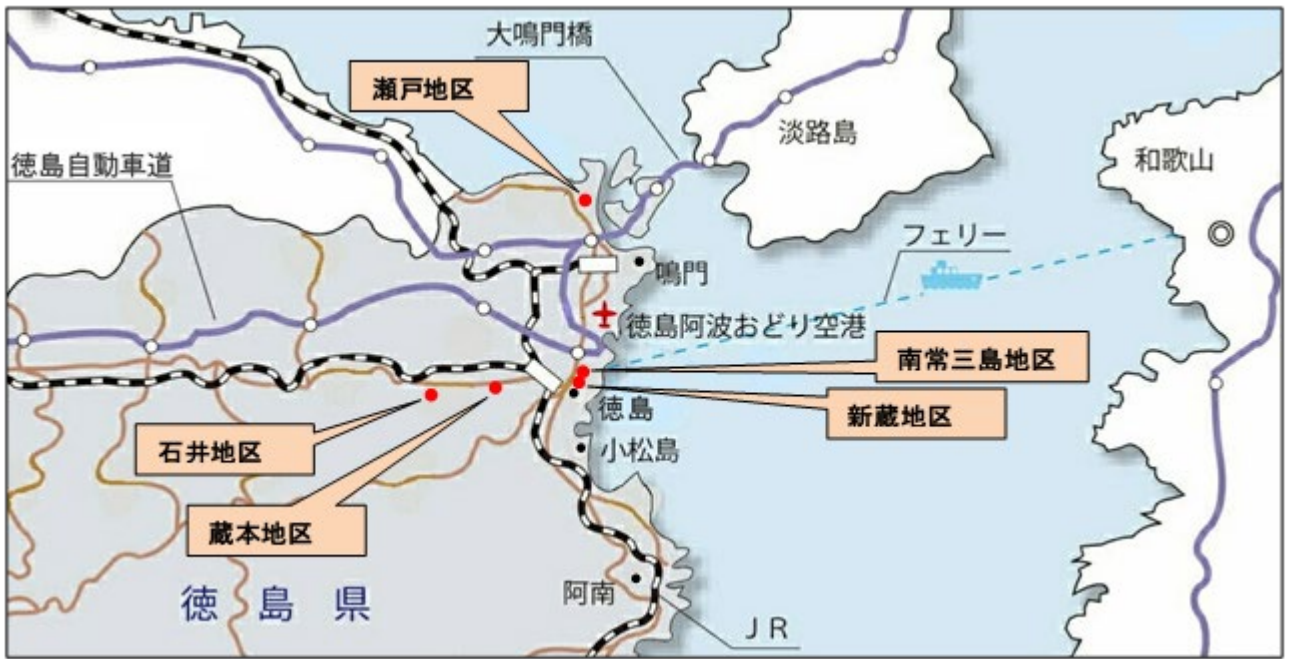 大鳴門橋
瀬戸地区
淡路島
和歌山
徳島自動車道
フェリー
鳴門
徳島阿波おどり空港
南常三島地区
徳島
新蔵地区
石井地区
小松島
蔵本地区
阿南
徳島県
JR